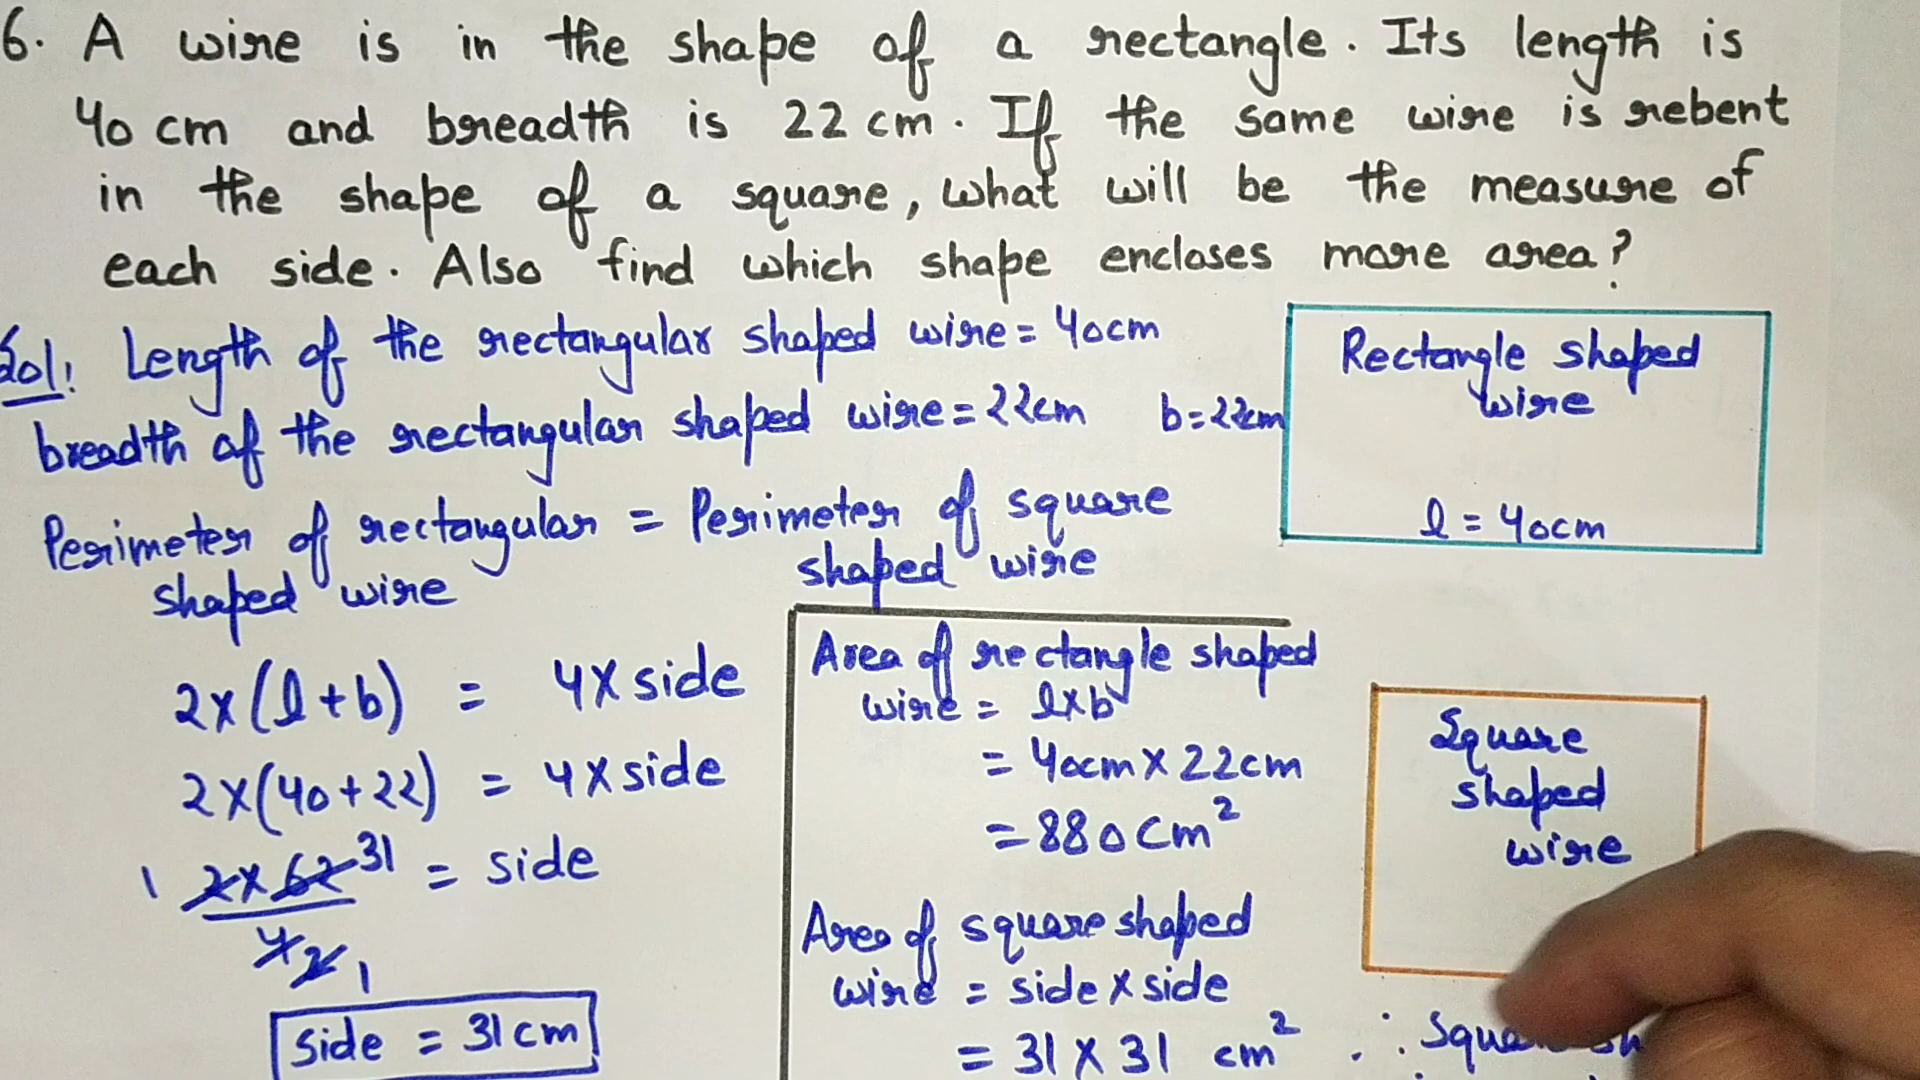 6. A wire is in the shape of a rectangle. Its length is
40 cm and breadth is 22 cm. If the same wire is rebent
in the shape of a square, what will be the measure of
each side. Also find which shape encloses more area?
Sol: Length of the rectangular shaped wire = 40cm
breadth of the rectangular shaped wire = 22cm
Perimeter of rectangular = Perimeter of square
shaped wire shaped wire
2×(l+b) = 4×side
2×(40+22) = 4×side
1 2×62 31 = side
4 2 1
side = 31cm
b=22cm
Rectangle shaped
wire
l = 40cm
Area of rectangle shaped
wire = l×b
= 40cm × 22cm
= 880cm²
Area of square shaped
wire = side × side
= 31 × 31 cm²
Square
shaped
wire
∴